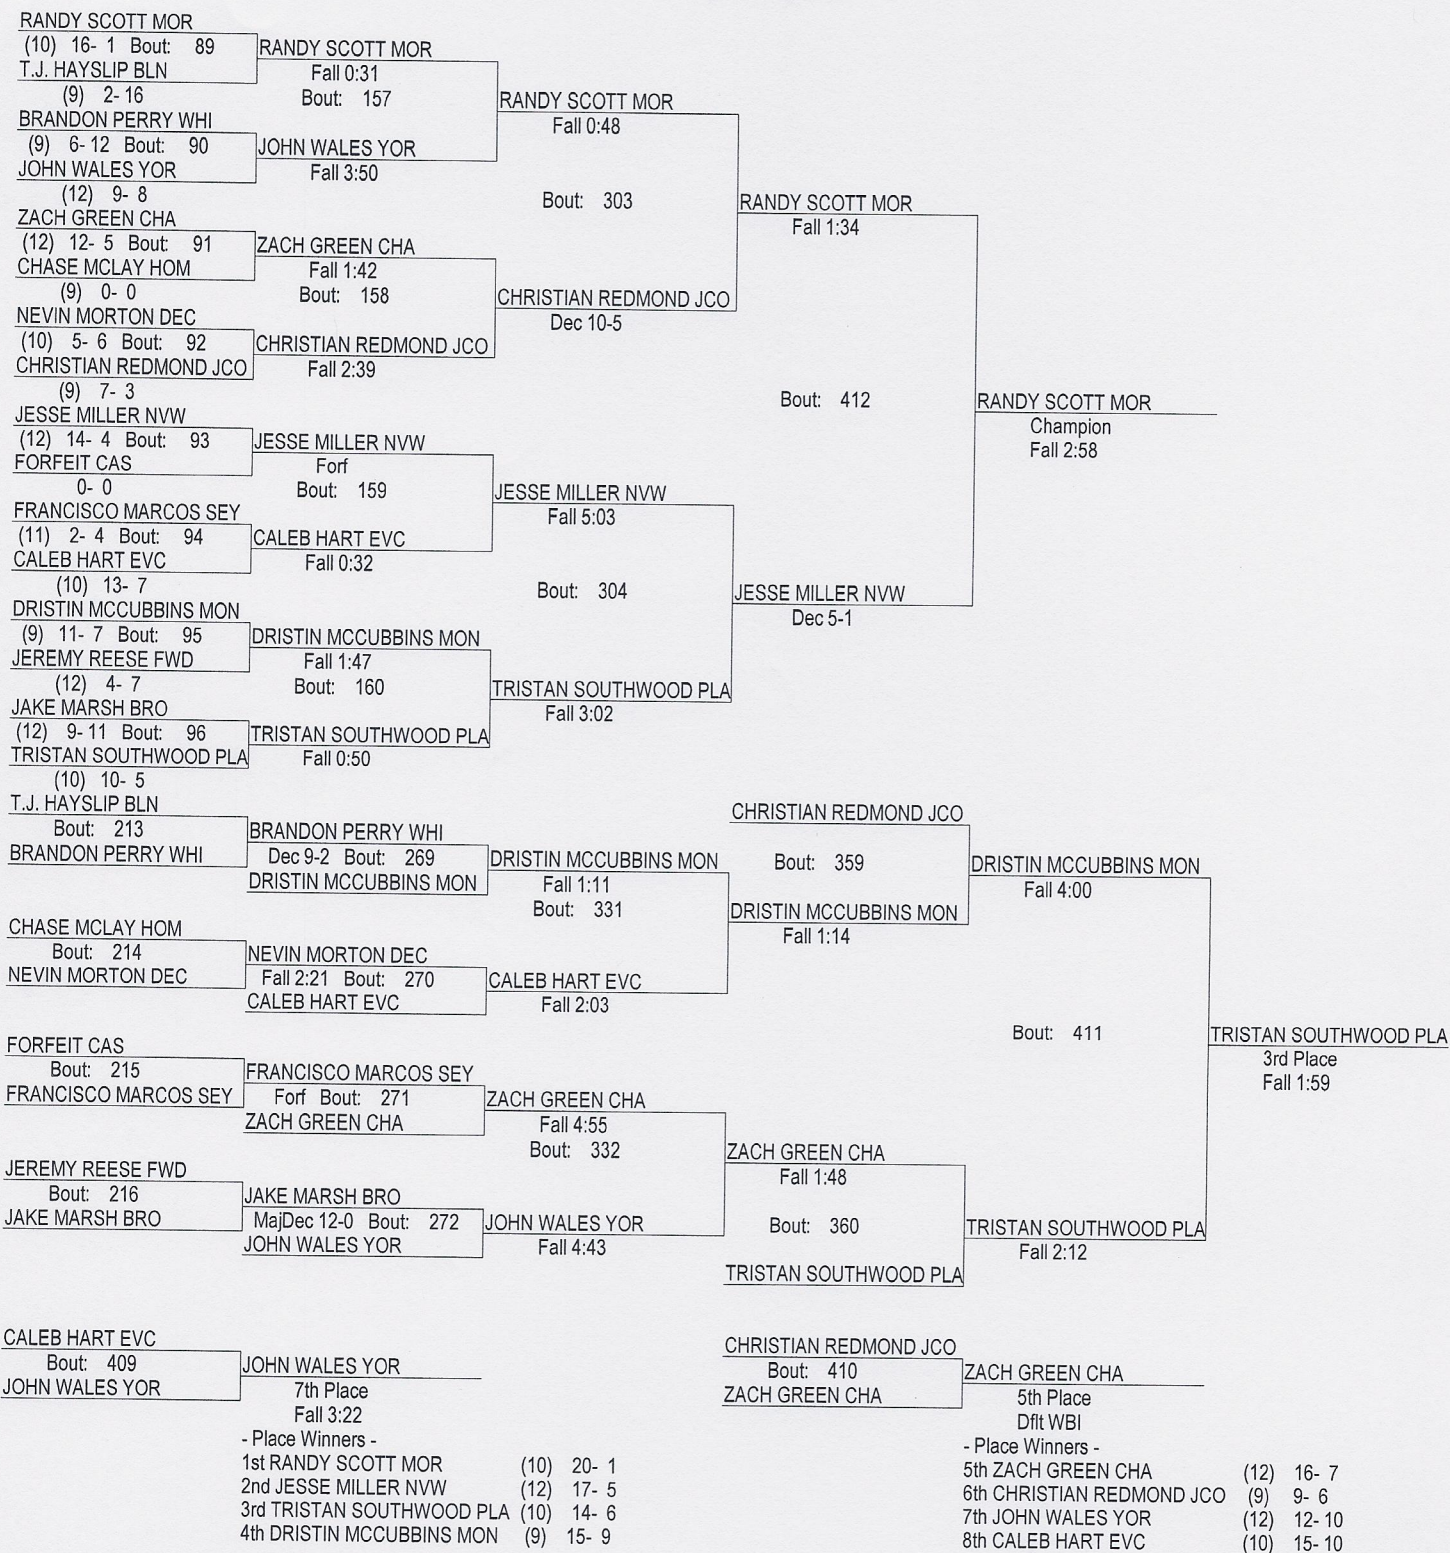 RANDY SCOTT MOR
(10) 16- 1 Bout: 89
T.J. HAYSLIP BLN
(9) 2- 16
BRANDON PERRY WHI
(9) 6- 12 Bout: 90
JOHN WALES YOR
(12) 9- 8
ZACH GREEN CHA
(12) 12- 5 Bout: 91
CHASE MCLAY HOM
(9) 0- 0
NEVIN MORTON DEC
(10) 5- 6 Bout: 92
CHRISTIAN REDMOND JCO
(9) 7- 3
JESSE MILLER NVW
(12) 14- 4 Bout: 93
FORFEIT CAS
0- 0
FRANCISCO MARCOS SEY
(11) 2- 4 Bout: 94
CALEB HART EVC
(10) 13- 7
DRISTIN MCCUBBINS MON
(9) 11- 7 Bout: 95
JEREMY REESE FWD
(12) 4- 7
JAKE MARSH BRO
(12) 9- 11 Bout: 96
TRISTAN SOUTHWOOD PLA
(10) 10- 5
RANDY SCOTT MOR
Fall 0:31
Bout: 157
JOHN WALES YOR
Fall 3:50
ZACH GREEN CHA
Fall 1:42
Bout: 158
CHRISTIAN REDMOND JCO
Fall 2:39
JESSE MILLER NVW
Forf
Bout: 159
CALEB HART EVC
Fall 0:32
DRISTIN MCCUBBINS MON
Fall 1:47
Bout: 160
TRISTAN SOUTHWOOD PLA
Fall 0:50
RANDY SCOTT MOR
Fall 0:48
Bout: 303
CHRISTIAN REDMOND JCO
Dec 10-5
JESSE MILLER NVW
Fall 5:03
Bout: 304
TRISTAN SOUTHWOOD PLA
Fall 3:02
RANDY SCOTT MOR
Fall 1:34
Bout: 412
JESSE MILLER NVW
Dec 5-1
RANDY SCOTT MOR
Champion
Fall 2:58
T.J. HAYSLIP BLN
Bout: 213
BRANDON PERRY WHI
CHASE MCLAY HOM
Bout: 214
NEVIN MORTON DEC
FORFEIT CAS
Bout: 215
FRANCISCO MARCOS SEY
JEREMY REESE FWD
Bout: 216
JAKE MARSH BRO
BRANDON PERRY WHI
Dec 9-2 Bout: 269
DRISTIN MCCUBBINS MON
NEVIN MORTON DEC
Fall 2:21 Bout: 270
CALEB HART EVC
FRANCISCO MARCOS SEY
Forf Bout: 271
ZACH GREEN CHA
JAKE MARSH BRO
MajDec 12-0 Bout: 272
JOHN WALES YOR
DRISTIN MCCUBBINS MON
Fall 1:11
Bout: 331
CALEB HART EVC
Fall 2:03
ZACH GREEN CHA
Fall 4:55
Bout: 332
JOHN WALES YOR
Fall 4:43
CHRISTIAN REDMOND JCO
Bout: 359
DRISTIN MCCUBBINS MON
Fall 1:14
ZACH GREEN CHA
Fall 1:48
Bout: 360
TRISTAN SOUTHWOOD PLA
DRISTIN MCCUBBINS MON
Fall 4:00
Bout: 411
TRISTAN SOUTHWOOD PLA
Fall 2:12
TRISTAN SOUTHWOOD PLA
3rd Place
Fall 1:59
CALEB HART EVC
Bout: 409
JOHN WALES YOR
JOHN WALES YOR
7th Place
Fall 3:22
CHRISTIAN REDMOND JCO
Bout: 410
ZACH GREEN CHA
ZACH GREEN CHA
5th Place
Dflt WBI
- Place Winners -
1st RANDY SCOTT MOR (10) 20- 1
2nd JESSE MILLER NVW (12) 17- 5
3rd TRISTAN SOUTHWOOD PLA (10) 14- 6
4th DRISTIN MCCUBBINS MON (9) 15- 9
- Place Winners -
5th ZACH GREEN CHA (12) 16- 7
6th CHRISTIAN REDMOND JCO (9) 9- 6
7th JOHN WALES YOR (12) 12- 10
8th CALEB HART EVC (10) 15- 10